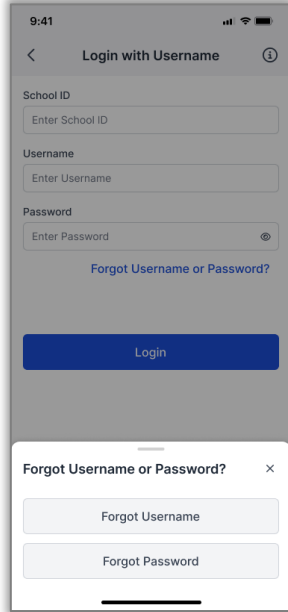 9:41
Login with Username
School ID
Enter School ID
Username
Enter Username
Password
Enter Password
Forgot Username or Password?
Login
Forgot Username or Password?
Forgot Username
Forgot Password